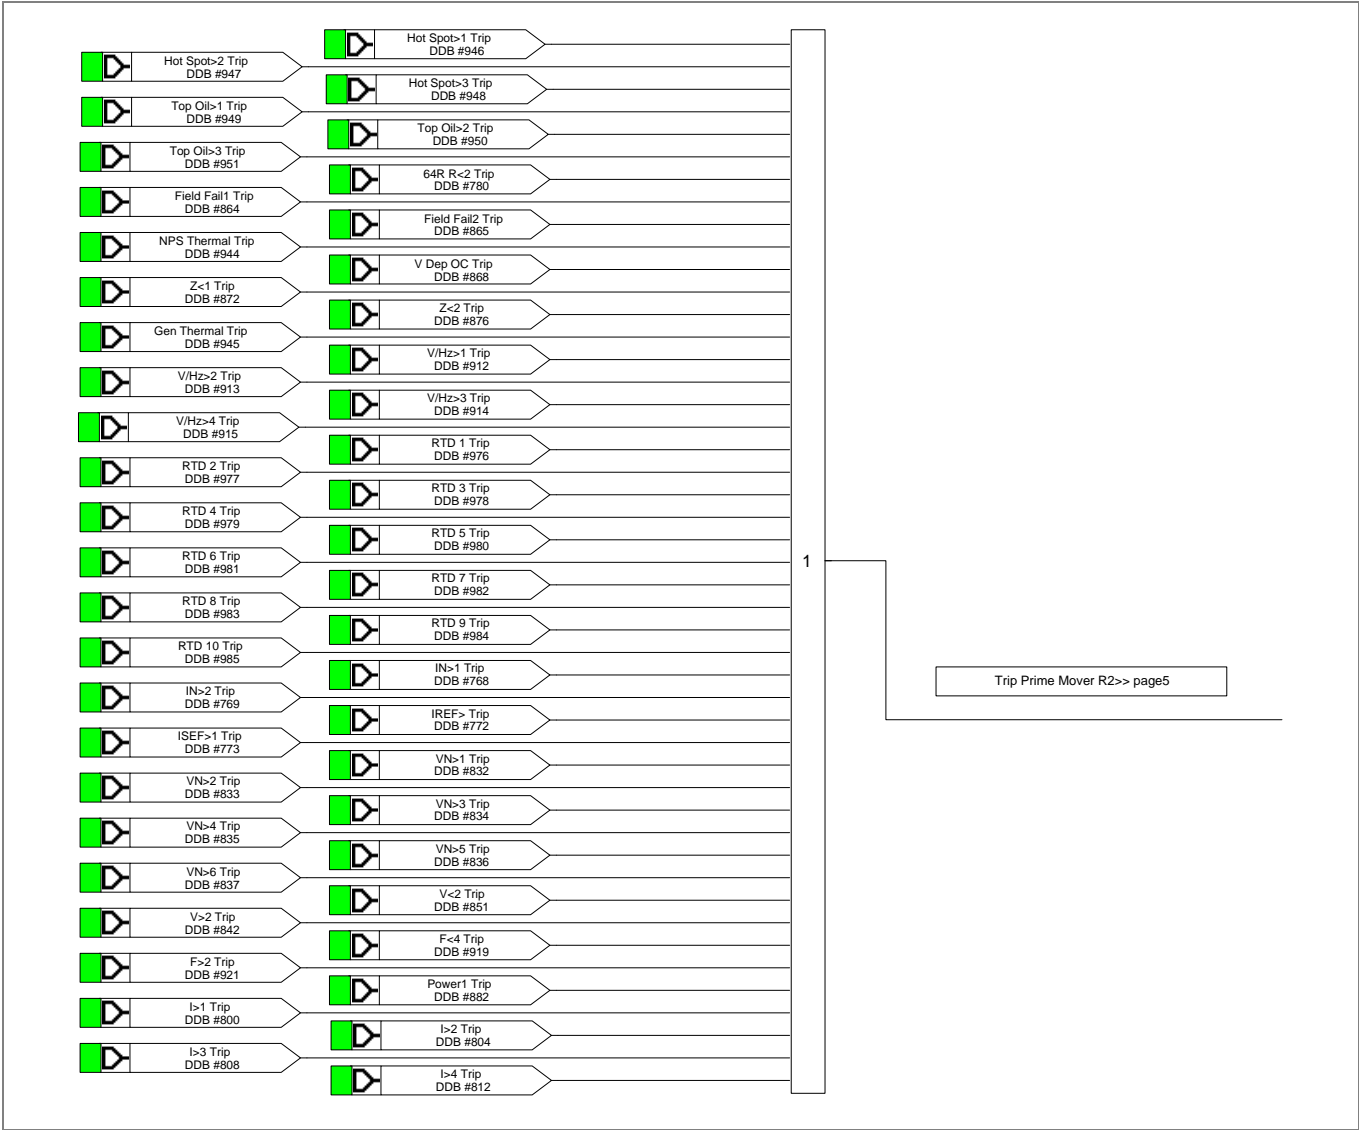 Hot Spot>1 Trip
DDB #946
Hot Spot>2 Trip
DDB #947
Hot Spot>3 Trip
DDB #948
Top Oil>1 Trip
DDB #949
Top Oil>2 Trip
DDB #950
Top Oil>3 Trip
DDB #951
64R R<2 Trip
DDB #780
Field Fail1 Trip
DDB #864
Field Fail2 Trip
DDB #865
NPS Thermal Trip
DDB #944
V Dep OC Trip
DDB #868
Z<1 Trip
DDB #872
Z<2 Trip
DDB #876
Gen Thermal Trip
DDB #945
V/Hz>1 Trip
DDB #912
V/Hz>2 Trip
DDB #913
V/Hz>3 Trip
DDB #914
V/Hz>4 Trip
DDB #915
RTD 1 Trip
DDB #976
RTD 2 Trip
DDB #977
RTD 3 Trip
DDB #978
RTD 4 Trip
DDB #979
RTD 5 Trip
DDB #980
RTD 6 Trip
DDB #981
1
RTD 7 Trip
DDB #982
RTD 8 Trip
DDB #983
RTD 9 Trip
DDB #984
RTD 10 Trip
DDB #985
IN>1 Trip
DDB #768
Trip Prime Mover R2>> page5
IN>2 Trip
DDB #769
IREF> Trip
DDB #772
ISEF>1 Trip
DDB #773
VN>1 Trip
DDB #832
VN>2 Trip
DDB #833
VN>3 Trip
DDB #834
VN>4 Trip
DDB #835
VN>5 Trip
DDB #836
VN>6 Trip
DDB #837
V<2 Trip
DDB #851
V>2 Trip
DDB #842
F<4 Trip
DDB #919
F>2 Trip
DDB #921
Power1 Trip
DDB #882
I>1 Trip
DDB #800
I>2 Trip
DDB #804
I>3 Trip
DDB #808
I>4 Trip
DDB #812